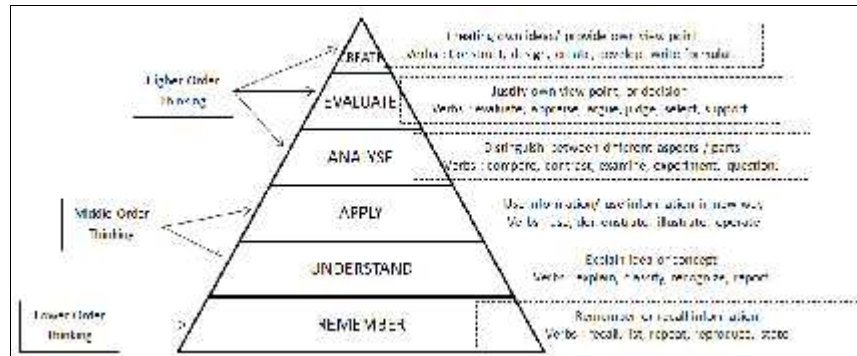 Creating own ideas/ provide own view point
Verbs : Construct, design, create, develop, write formulate
CREATE
Higher Order
Thinking
Justify own view point, or decision
EVALUATE
Verbs : evaluate, appraise, argue, judge, select, support
Distinguish between different aspects / parts
ANALYSE
Verbs : compare, contrast, examine, experiment, question.
Middle Order
Thinking
APPLY
Use information/ use information in new way
Verbs : use, demonstrate, illustrate, operate
Explain idea or concept
UNDERSTAND
Verbs : explain, classify, recognize, report
Lower Order
Thinking
REMEMBER
Remember or recall information
Verbs : recall, list, repeat, reproduce, state